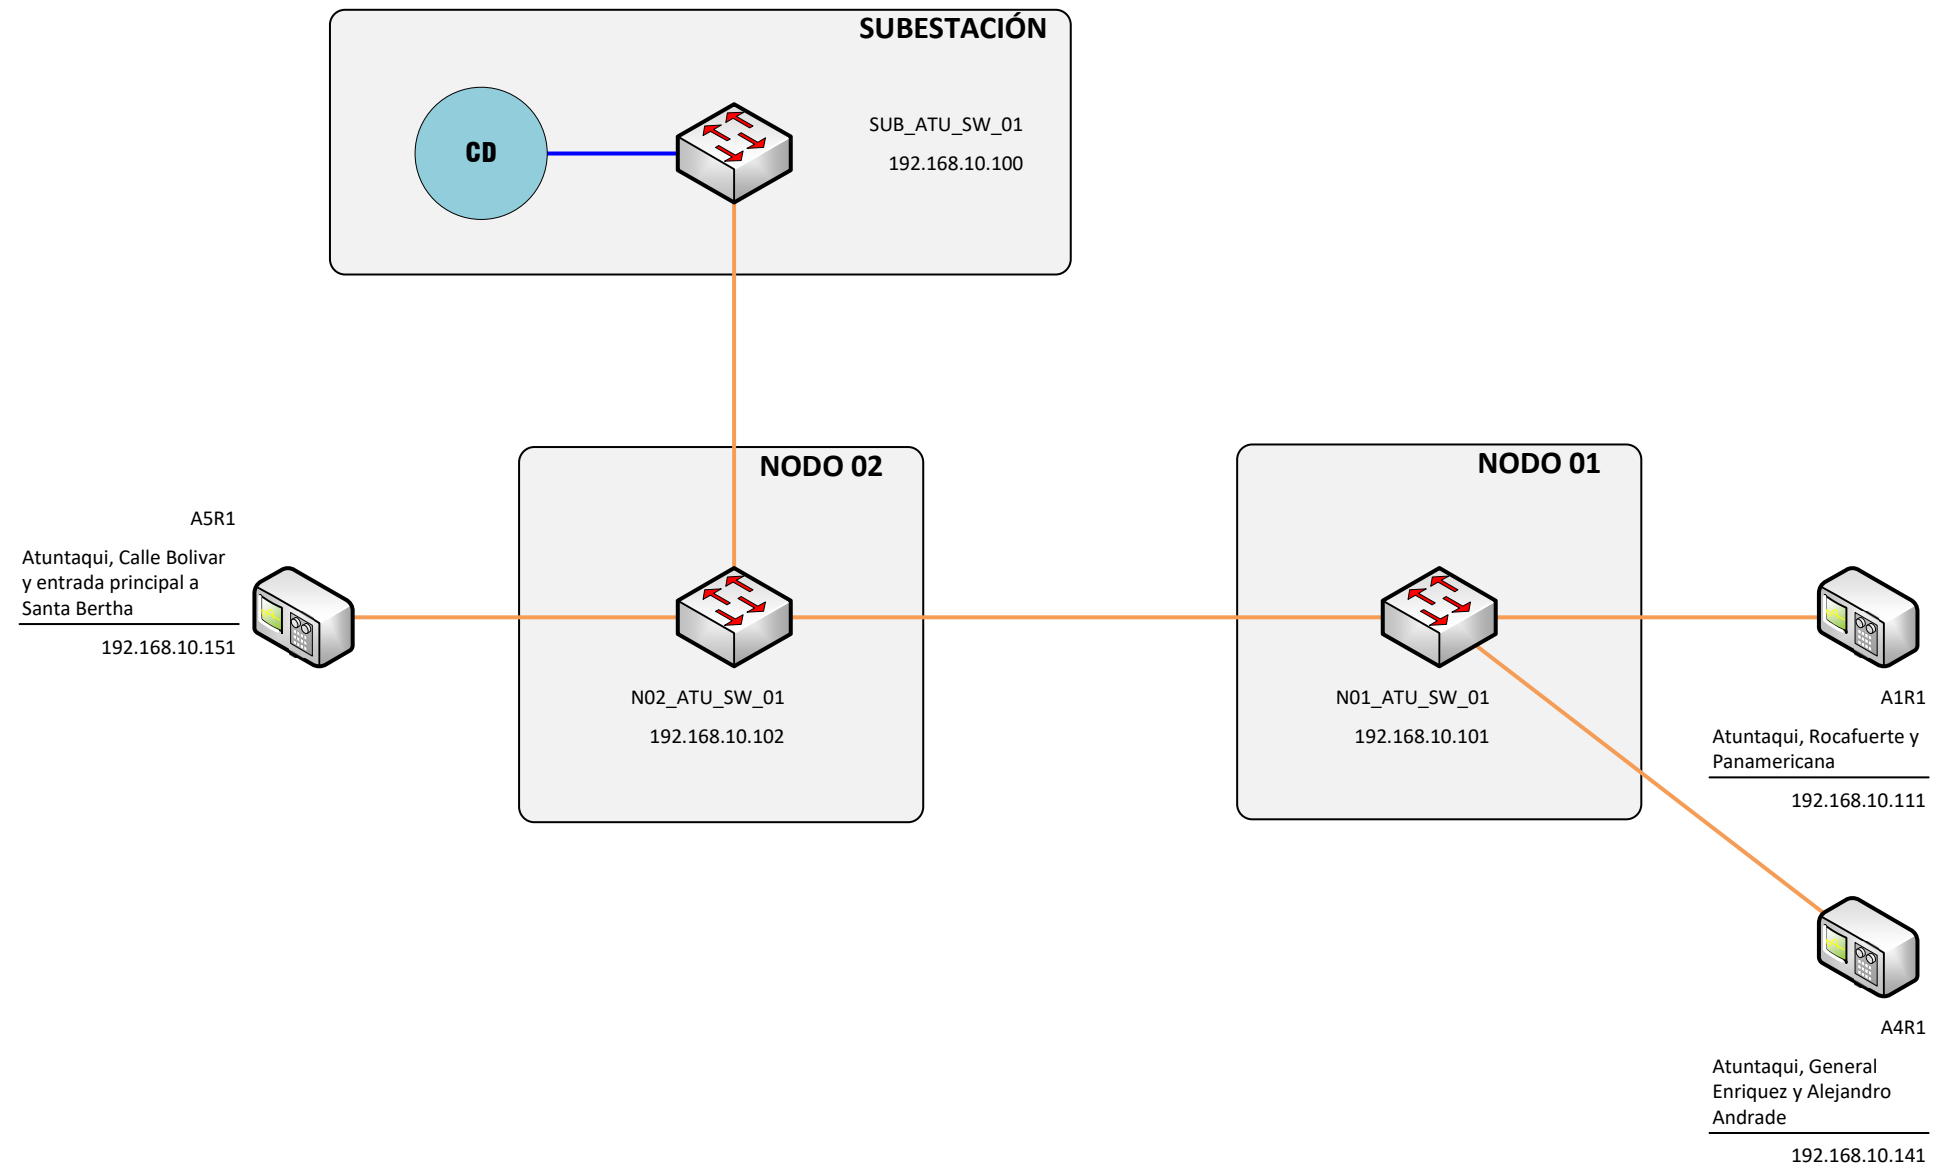 SUBESTACIÓN
CD
SUB_ATU_SW_01
192.168.10.100
NODO 02
NODO 01
A5R1
Atuntaqui, Calle Bolivar
y entrada principal a
Santa Bertha
192.168.10.151
N02_ATU_SW_01
192.168.10.102
N01_ATU_SW_01
192.168.10.101
A1R1
Atuntaqui, Rocafuerte y
Panamericana
192.168.10.111
A4R1
Atuntaqui, General
Enriquez y Alejandro
Andrade
192.168.10.141